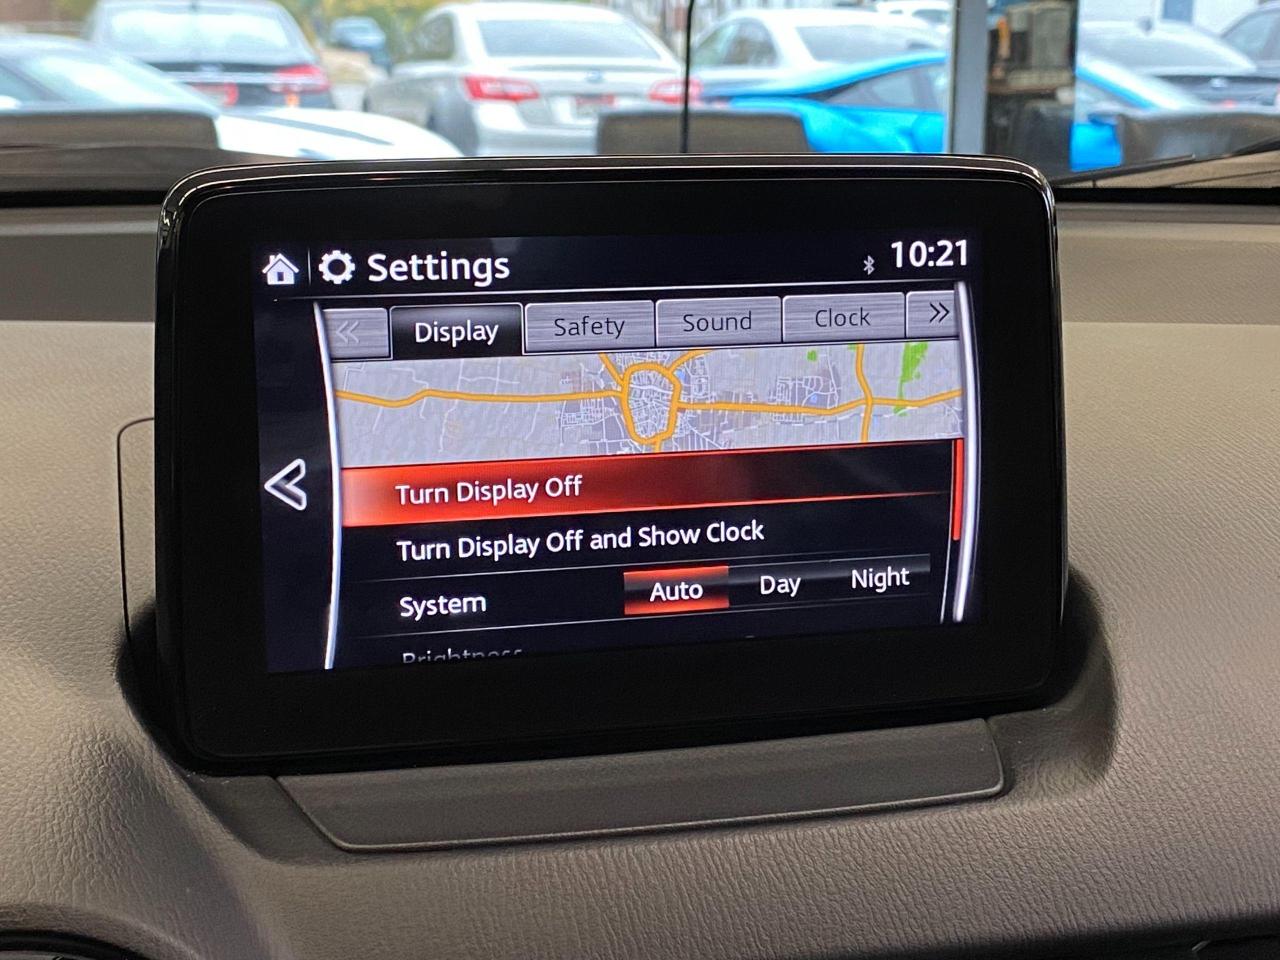 Settings
10:21
Display
Safety
Sound
Clock
Turn Display Off
Turn Display Off and Show Clock
System Auto Day Night
Brightness